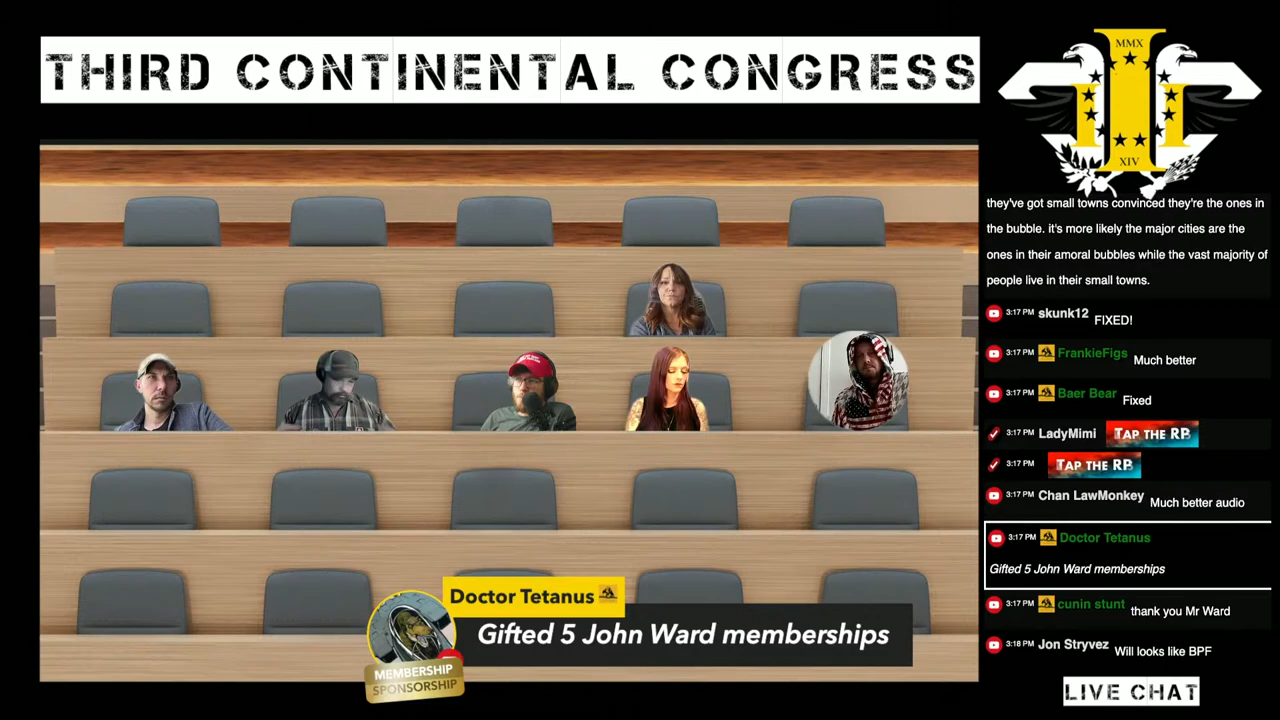 THIRD CONTINENTAL CONGRESS
MMX
XIV
they've got small towns convinced they're the ones in
the bubble. it's more likely the major cities are the
ones in their amoral bubbles while the vast majority of
people live in their small towns.
3:17 PM skunk12 FIXED!
3:17 PM FrankieFigs Much better
3:17 PM Baer Bear Fixed
3:17 PM LadyMimi TAP THE RB
3:17 PM TAP THE RB
3:17 PM Chan LawMonkey Much better audio
3:17 PM Doctor Tetanus
Gifted 5 John Ward memberships
3:17 PM cunin stunt thank you Mr Ward
3:18 PM Jon Stryvez Will looks like BPF
LIVE CHAT
Doctor Tetanus
Gifted 5 John Ward memberships
MEMBERSHIP
SPONSORSHIP